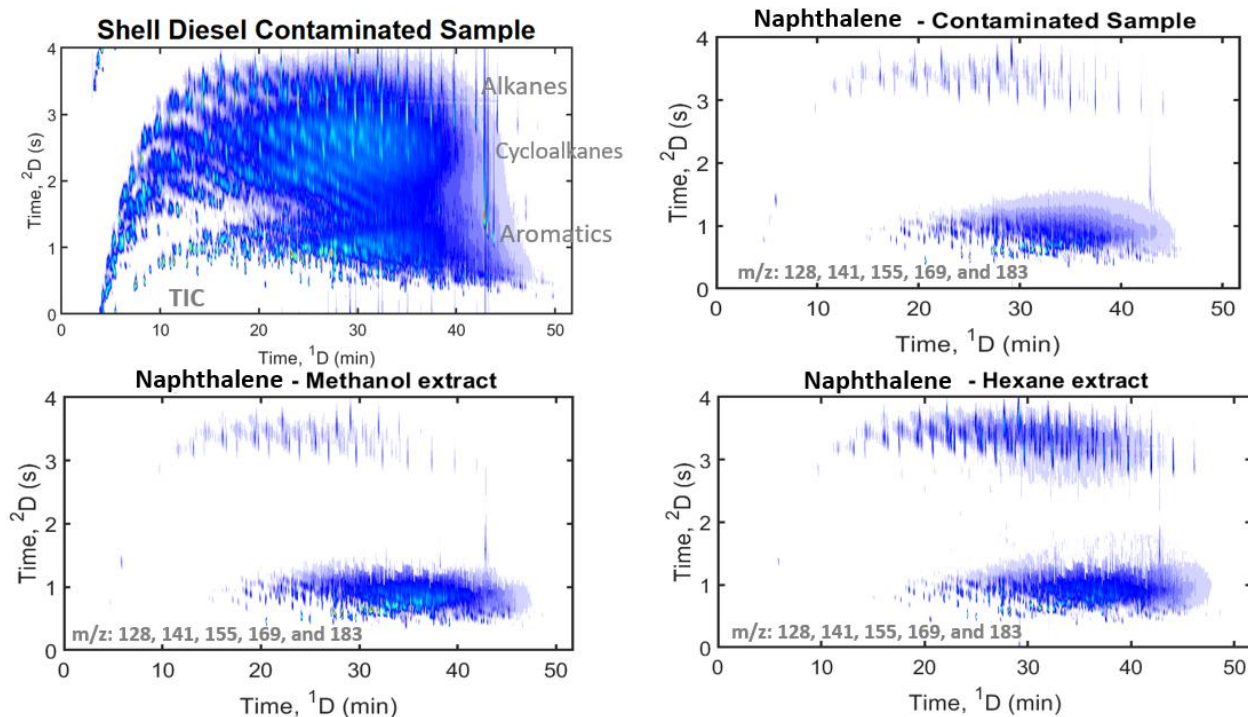 Shell Diesel Contaminated Sample
4
3
2
1
0
Time, ²D (s)
Alkanes
Cycloalkanes
Aromatics
TIC
0 10 20 30 40 50
Time, ¹D (min)
Naphthalene - Contaminated Sample
4
3
2
1
0
Time, ²D (s)
m/z: 128, 141, 155, 169, and 183
0 10 20 30 40 50
Time, ¹D (min)
Naphthalene - Methanol extract
4
3
2
1
0
Time, ²D (s)
m/z: 128, 141, 155, 169, and 183
0 10 20 30 40 50
Time, ¹D (min)
Naphthalene - Hexane extract
4
3
2
1
0
Time, ²D (s)
m/z: 128, 141, 155, 169, and 183
0 10 20 30 40 50
Time, ¹D (min)